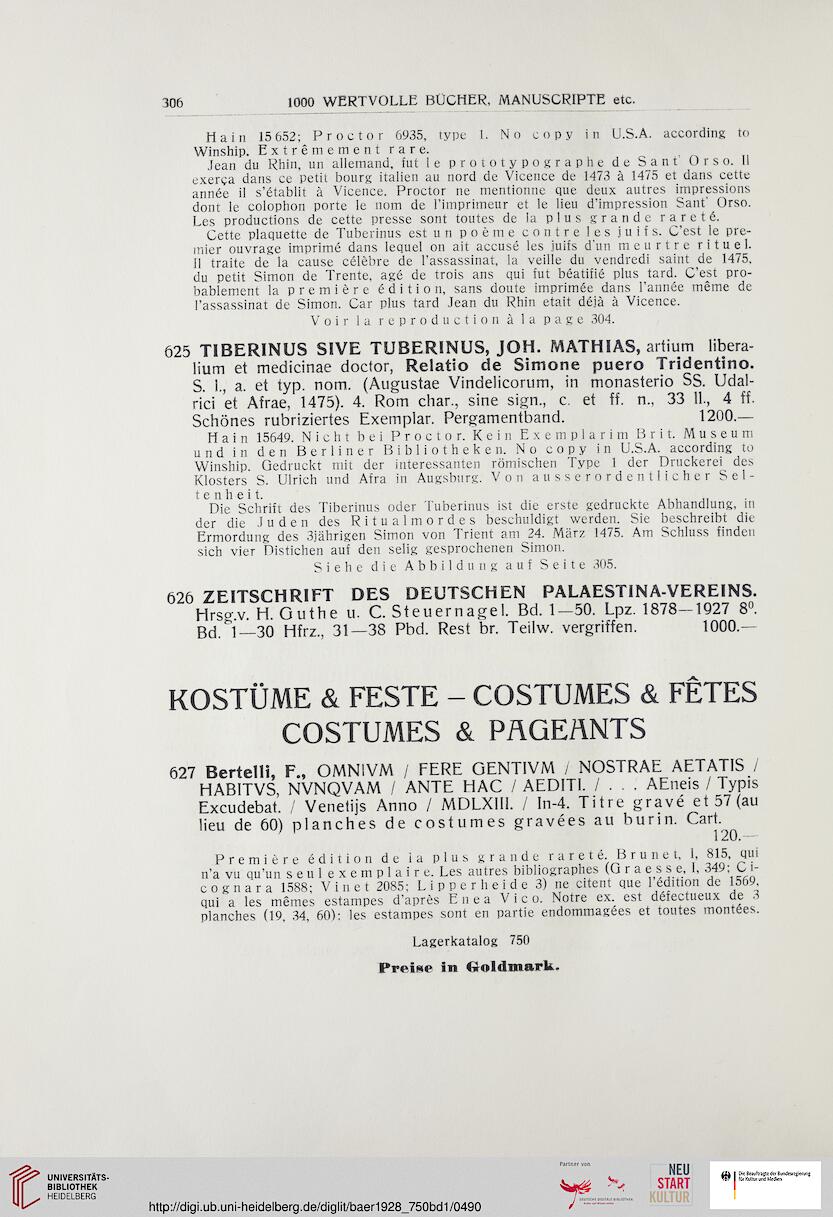 306 1000 WERTVOLLE BÜCHER, MANUSCRIPTE etc.
Hain 15652; Proctor 6935, type 1. No copy in U.S.A. according to
Winship. Extrêmement rare.
Jean du Rhin, un allemand, fut le prototypographe de Sant' Orso. Il
exerça dans ce petit bourg italien au nord de Vicence de 1473 à 1475 et dans cette
année il s'établit à Vicence. Proctor ne mentionne que deux autres impressions
dont le colophon porte le nom de l'imprimeur et le lieu d'impression Sant' Orso.
Les productions de cette presse sont toutes de la plus grande rareté.
Cette plaquette de Tuberinus est un poème contre les juifs. C'est le pre-
mier ouvrage imprimé dans lequel on ait accusé les juifs d'un meurtre rituel.
Il traite de la cause célèbre de l'assassinat, la veille du vendredi saint de 1475,
du petit Simon de Trente, agé de trois ans qui fut béatifié plus tard. C'est pro-
bablement la première édition, sans doute imprimée dans l'année même de
l'assassinat de Simon. Car plus tard Jean du Rhin etait déjà à Vicence.
Voir la reproduction à la page 304.
625 TIBERINUS SIVE TUBERINUS, JOH. MATHIAS, artium libera-
lium et medicinae doctor, Relatio de Simone puero Tridentino.
S. l., a. et typ. nom. (Augustae Vindelicorum, in monasterio SS. Udal-
rici et Afrae, 1475). 4. Rom char., sine sign., c. et ff. n., 33 ll., 4 ff.
Schönes rubriziertes Exemplar. Pergamentband. 1200.—
Hain 15649. Nicht bei Proctor. Kein Exemplar im Brit. Museum
und in den Berliner Bibliotheken. No copy in U.S.A. according to
Winship. Gedruckt mit der interessanten römischen Type 1 der Druckerei des
Klosters S. Ulrich und Afra in Augsburg. Von ausserordentlicher Sel-
tenheit.
Die Schrift des Tiberinus oder Tuberinus ist die erste gedruckte Abhandlung, in
der die Juden des Ritualmordes beschuldigt werden. Sie beschreibt die
Ermordung des 3jährigen Simon von Trient am 24. März 1475. Am Schluss finden
sich vier Distichen auf den selig gesprochenen Simon.
Siehe die Abbildung auf Seite 305.
626 ZEITSCHRIFT DES DEUTSCHEN PALAESTINA-VEREINS.
Hrsg.v. H. Guthe u. C. Steuernagel. Bd. 1—50. Lpz. 1878—1927 8⁰.
Bd. 1—30 Hfrz., 31—38 Pbd. Rest br. Teilw. vergriffen. 1000.—
KOSTÜME & FESTE – COSTUMES & FÊTES
COSTUMES & PAGEANTS
627 Bertelli, F., OMNIVM / FERE GENTIVM / NOSTRAE AETATIS /
HABITVS, NVNQVAM / ANTE HAC / AEDITI. / . . . AEneis / Typis
Excudebat. / Venetijs Anno / MDLXIII. / In-4. Titre gravé et 57 (au
lieu de 60) planches de costumes gravées au burin. Cart.
120.—
Première édition de la plus grande rareté. Brunet, I, 815, qui
n'a vu qu'un seul exemplaire. Les autres bibliographes (Graesse, I, 349; Ci-
cognara 1588; Vinet 2085; Lipperheide 3) ne citent que l'édition de 1569,
qui a les mêmes estampes d'après Enea Vico. Notre ex. est défectueux de 3
planches (19, 34, 60); les estampes sont en partie endommagées et toutes montées.
Lagerkatalog 750
Preise in Goldmark.
UNIVERSITÄTS-
BIBLIOTHEK
HEIDELBERG
http://digi.ub.uni-heidelberg.de/diglit/baer1928_750bd1/0490
Partner von
DEUTSCHE DIGITALE BIBLIOTHEK
NEU
START
KULTUR
Die Beauftragte der Bundesregierung
für Kultur und Medien